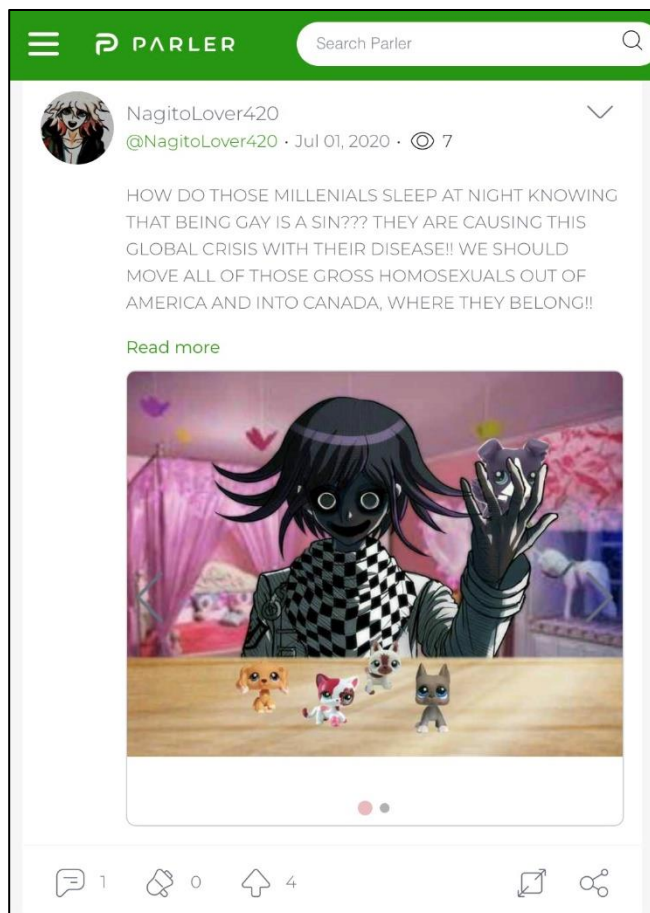 PARLER
Search Parler
NagitoLover420
@NagitoLover420 • Jul 01, 2020 • 7
HOW DO THOSE MILLENIALS SLEEP AT NIGHT KNOWING
THAT BEING GAY IS A SIN??? THEY ARE CAUSING THIS
GLOBAL CRISIS WITH THEIR DISEASE!! WE SHOULD
MOVE ALL OF THOSE GROSS HOMOSEXUALS OUT OF
AMERICA AND INTO CANADA, WHERE THEY BELONG!!
Read more
1 0 4